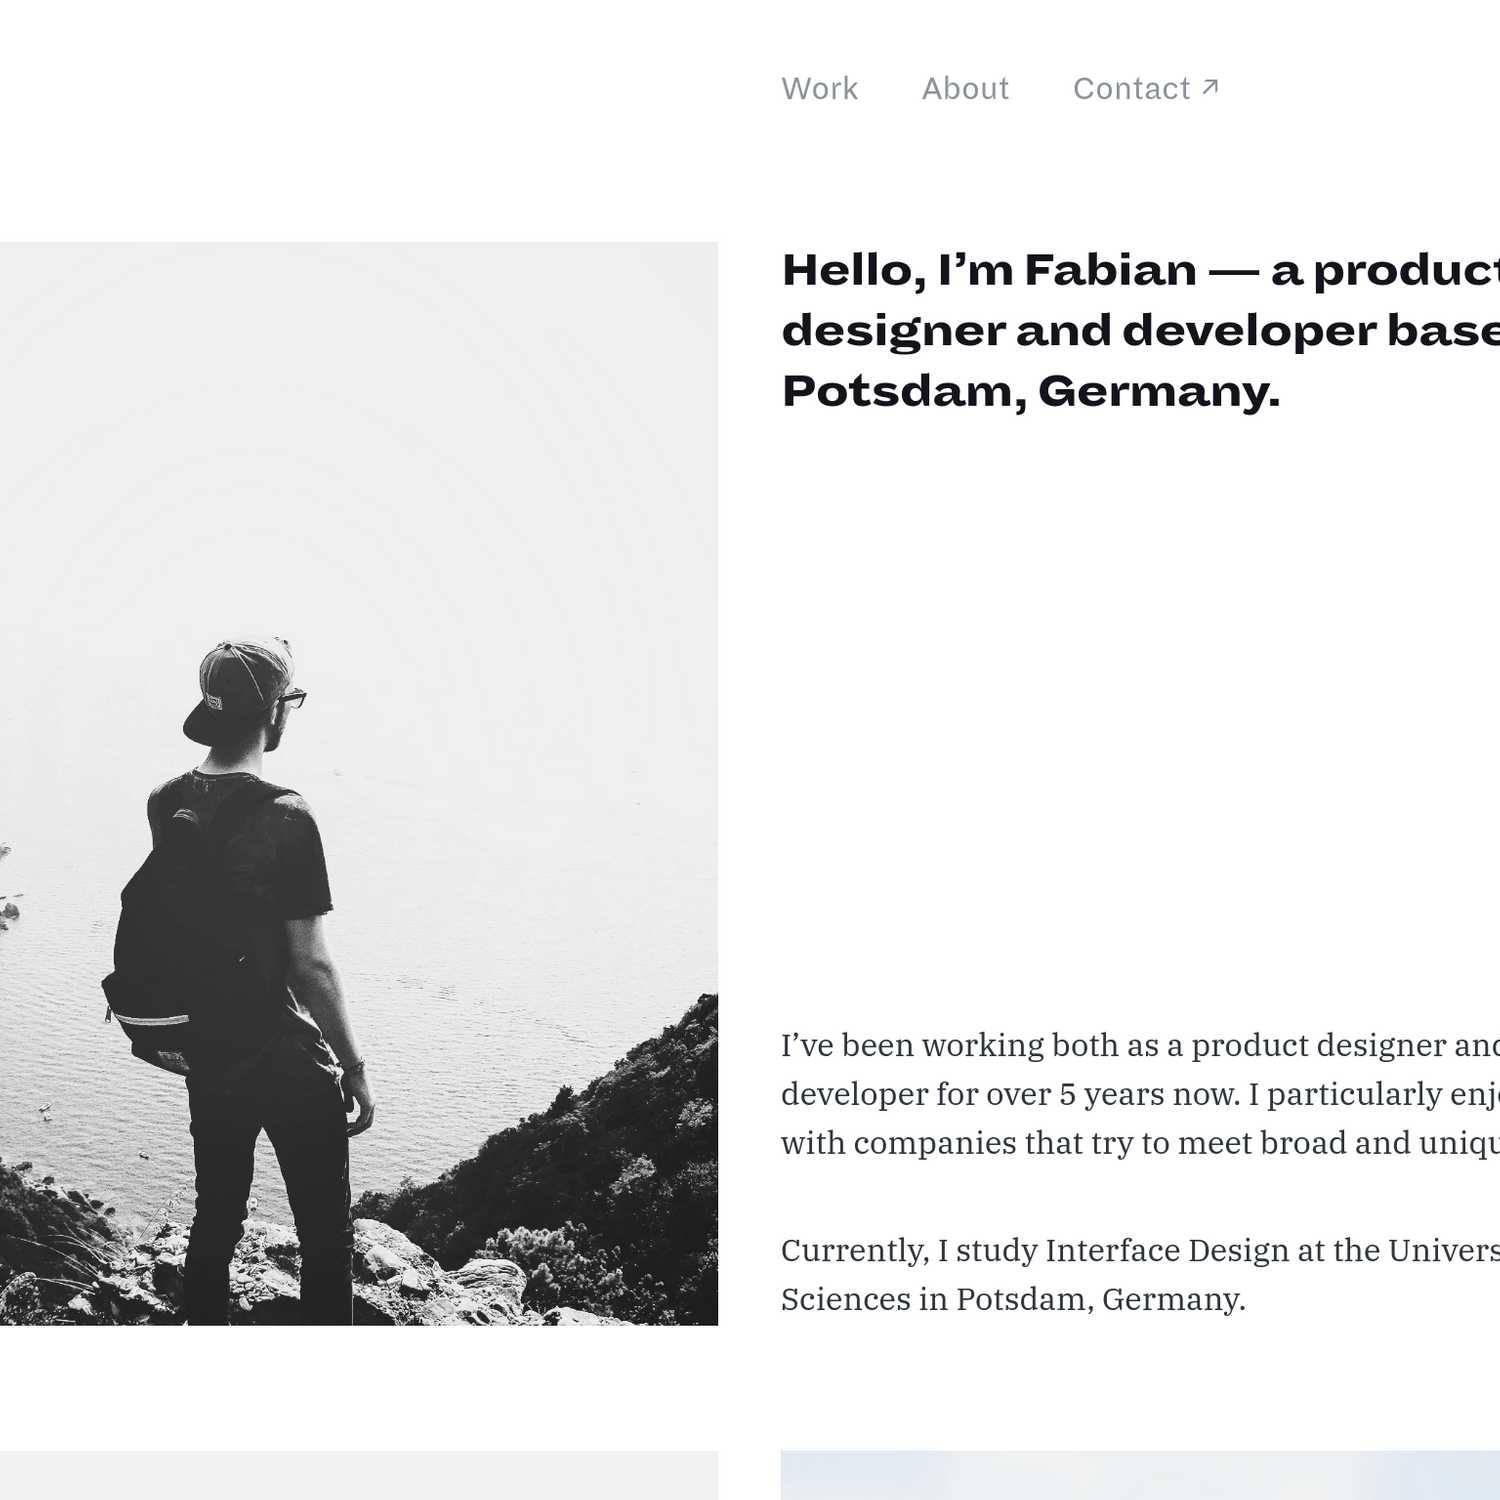 Work About Contact ↗
Hello, I’m Fabian — a product
designer and developer base
Potsdam, Germany.
I’ve been working both as a product designer and
developer for over 5 years now. I particularly enj
with companies that try to meet broad and uniqu
Currently, I study Interface Design at the Univers
Sciences in Potsdam, Germany.